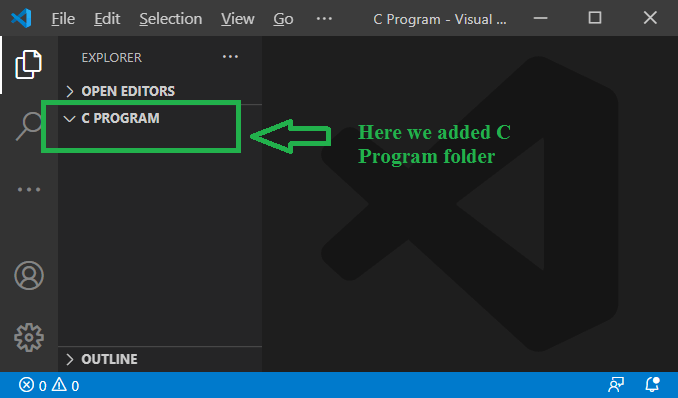 File Edit Selection View Go ··· C Program - Visual ...
EXPLORER ···
OPEN EDITORS
C PROGRAM
Here we added C
Program folder
OUTLINE
0 0